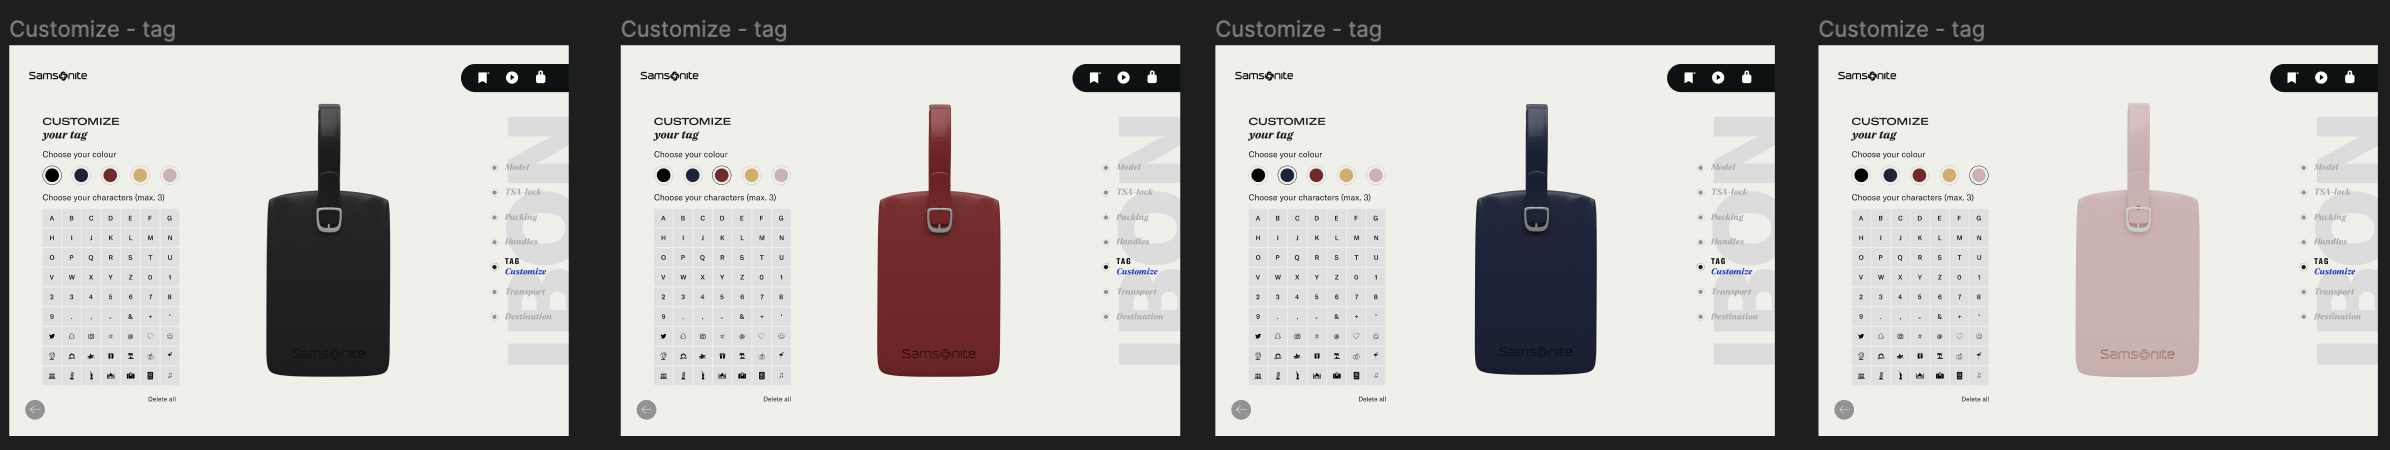 Customize - tag
Samsonite
CUSTOMIZE
your tag
Choose your colour
Choose your characters (max. 3)
A B C D E F G
H I J K L M N
O P Q R S T U
V W X Y Z 0 1
2 3 4 5 6 7 8
9 . , - & + '
# @
Delete all
Samsonite
IBON
Model
TSA-lock
Packing
Handles
TAG
Customize
Transport
Destination
Customize - tag
Samsonite
CUSTOMIZE
your tag
Choose your colour
Choose your characters (max. 3)
A B C D E F G
H I J K L M N
O P Q R S T U
V W X Y Z 0 1
2 3 4 5 6 7 8
9 . , - & + '
# @
Delete all
Samsonite
IBON
Model
TSA-lock
Packing
Handles
TAG
Customize
Transport
Destination
Customize - tag
Samsonite
CUSTOMIZE
your tag
Choose your colour
Choose your characters (max. 3)
A B C D E F G
H I J K L M N
O P Q R S T U
V W X Y Z 0 1
2 3 4 5 6 7 8
9 . , - & + '
# @
Delete all
Samsonite
IBON
Model
TSA-lock
Packing
Handles
TAG
Customize
Transport
Destination
Customize - tag
Samsonite
CUSTOMIZE
your tag
Choose your colour
Choose your characters (max. 3)
A B C D E F G
H I J K L M N
O P Q R S T U
V W X Y Z 0 1
2 3 4 5 6 7 8
9 . , - & + '
# @
Delete all
Samsonite
IBON
Model
TSA-lock
Packing
Handles
TAG
Customize
Transport
Destination